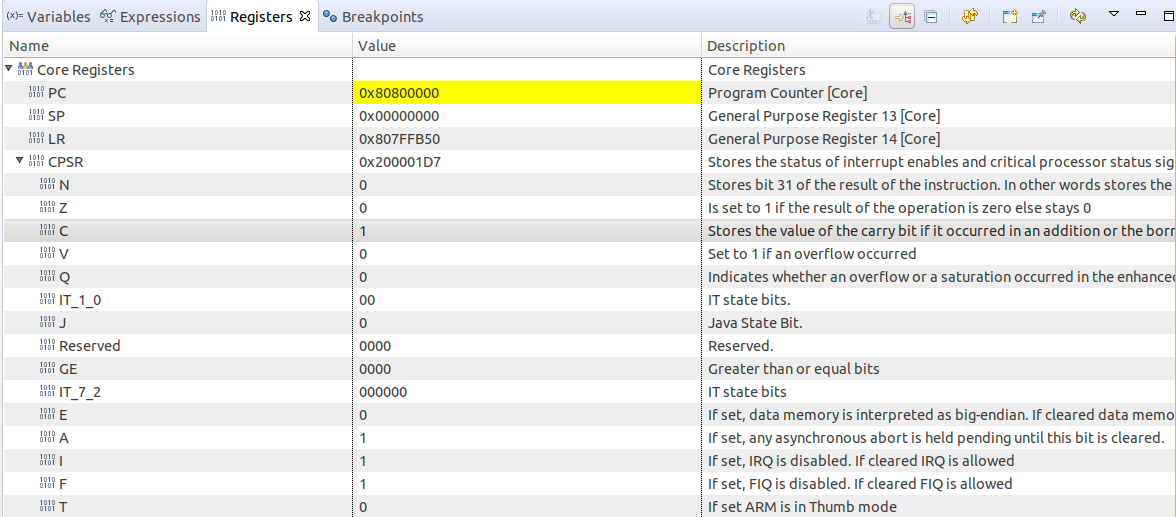 (x)= Variables Expressions Registers Breakpoints
Name Value Description
Core Registers Core Registers
PC 0x80800000 Program Counter [Core]
SP 0x00000000 General Purpose Register 13 [Core]
LR 0x807FFB50 General Purpose Register 14 [Core]
CPSR 0x200001D7 Stores the status of interrupt enables and critical processor status sig
N 0 Stores bit 31 of the result of the instruction. In other words stores the
Z 0 Is set to 1 if the result of the operation is zero else stays 0
C 1 Stores the value of the carry bit if it occurred in an addition or the borr
V 0 Set to 1 if an overflow occurred
Q 0 Indicates whether an overflow or a saturation occurred in the enhanced
IT_1_0 00 IT state bits.
J 0 Java State Bit.
Reserved 0000 Reserved.
GE 0000 Greater than or equal bits
IT_7_2 000000 IT state bits
E 0 If set, data memory is interpreted as big-endian. If cleared data memo
A 1 If set, any asynchronous abort is held pending until this bit is cleared.
I 1 If set, IRQ is disabled. If cleared IRQ is allowed
F 1 If set, FIQ is disabled. If cleared FIQ is allowed
T 0 If set ARM is in Thumb mode